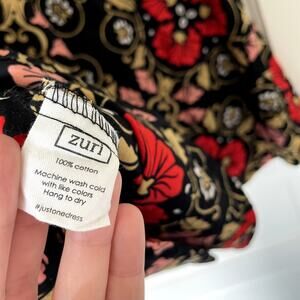 zuri
100% cotton
Machine wash cold
with like colors
Hang to dry
#justonedress